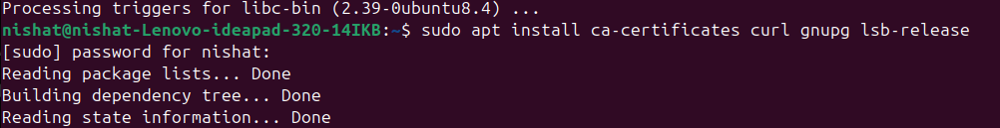 Processing triggers for libc-bin (2.39-0ubuntu8.4) ...
nishat@nishat-Lenovo-ideapad-320-14IKB:~$ sudo apt install ca-certificates curl gnupg lsb-release
[sudo] password for nishat:
Reading package lists... Done
Building dependency tree... Done
Reading state information... Done